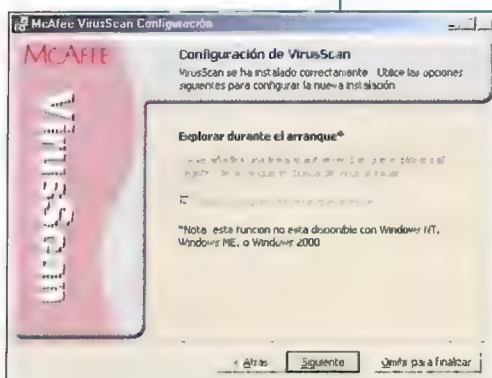 McAfee VirusScan Configuración
McAFEE
VirusScan
Configuración de VirusScan
VirusScan se ha instalado correctamente Utilice las opciones
siguientes para configurar la nueva instalación
Explorar durante el arranque*
*Nota esta función no esta disponible con Windows NT,
Windows ME, o Windows 2000
< Atrás
Siguiente
Omitir para finalizar